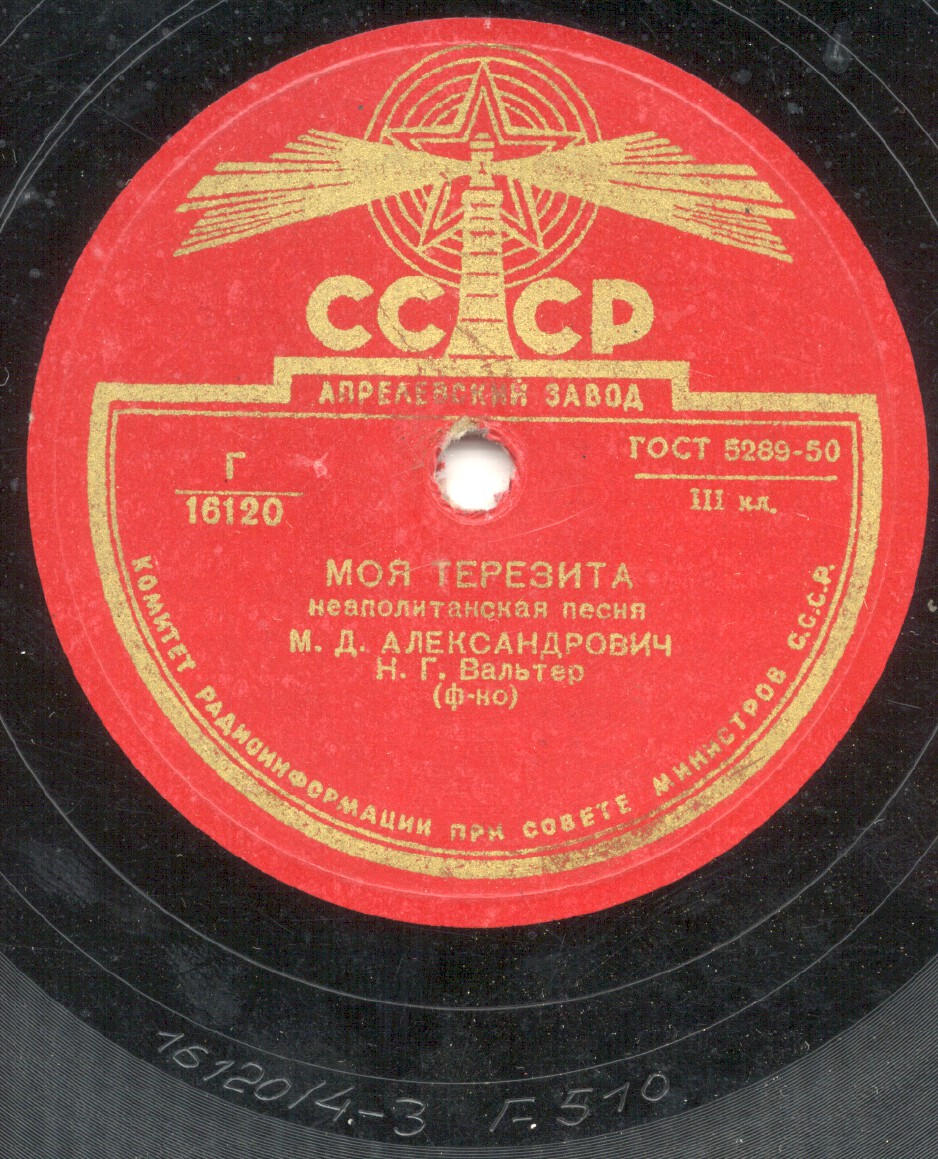 СССР
АПРЕЛЕВСКИЙ ЗАВОД
Г
16120
ГОСТ 5289-50
III кл.
МОЯ ТЕРЕЗИТА
неаполитанская песня
М. Д. АЛЕКСАНДРОВИЧ
Н. Г. Вальтер
(ф-но)
КОМИТЕТ РАДИОИНФОРМАЦИИ ПРИ СОВЕТЕ МИНИСТРОВ С.С.С.Р.
16120/4-3 Г.510